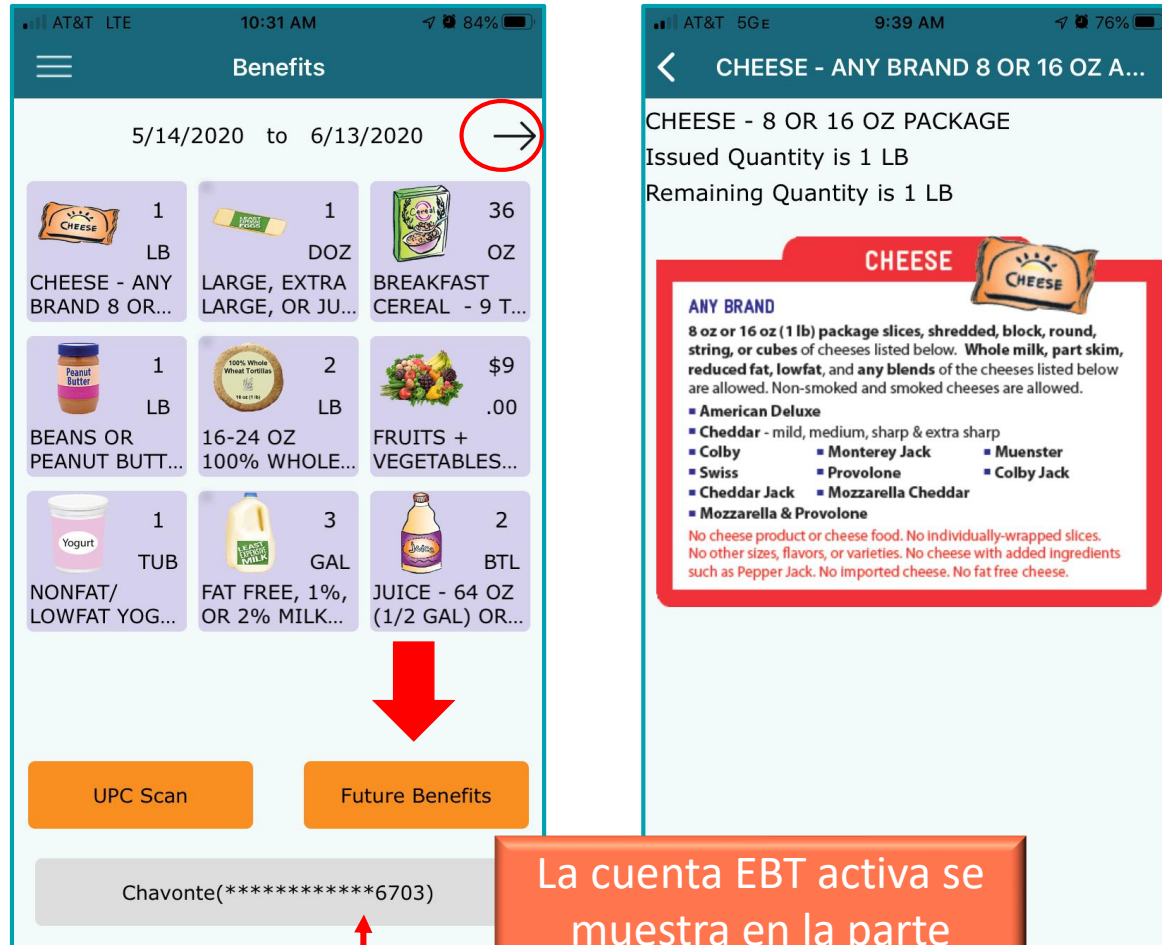 AT&T LTE 10:31 AM 84%
Benefits
5/14/2020 to 6/13/2020
CHEESE
1
LB
CHEESE - ANY
BRAND 8 OR...
LEAST
EGGS
1
DOZ
LARGE, EXTRA
LARGE, OR JU...
Cereal
36
OZ
BREAKFAST
CEREAL - 9 T...
Peanut
Butter
1
LB
BEANS OR
PEANUT BUTT...
100% Whole
Wheat Tortillas
16 oz (1 lb)
2
LB
16-24 OZ
100% WHOLE...
$9
.00
FRUITS +
VEGETABLES...
Yogurt
1
TUB
NONFAT/
LOWFAT YOG...
LEAST
EXPENSIVE
MILK
3
GAL
FAT FREE, 1%,
OR 2% MILK...
Juice
2
BTL
JUICE - 64 OZ
(1/2 GAL) OR...
UPC Scan
Future Benefits
Chavonte(************6703)
AT&T 5GE 9:39 AM 76%
CHEESE - ANY BRAND 8 OR 16 OZ A...
CHEESE - 8 OR 16 OZ PACKAGE
Issued Quantity is 1 LB
Remaining Quantity is 1 LB
CHEESE
CHEESE
ANY BRAND
8 oz or 16 oz (1 lb) package slices, shredded, block, round,
string, or cubes of cheeses listed below. Whole milk, part skim,
reduced fat, lowfat, and any blends of the cheeses listed below
are allowed. Non-smoked and smoked cheeses are allowed.
▪ American Deluxe
▪ Cheddar - mild, medium, sharp & extra sharp
▪ Colby ▪ Monterey Jack ▪ Muenster
▪ Swiss ▪ Provolone ▪ Colby Jack
▪ Cheddar Jack ▪ Mozzarella Cheddar
▪ Mozzarella & Provolone
No cheese product or cheese food. No individually-wrapped slices.
No other sizes, flavors, or varieties. No cheese with added ingredients
such as Pepper Jack. No imported cheese. No fat free cheese.
La cuenta EBT activa se
muestra en la parte